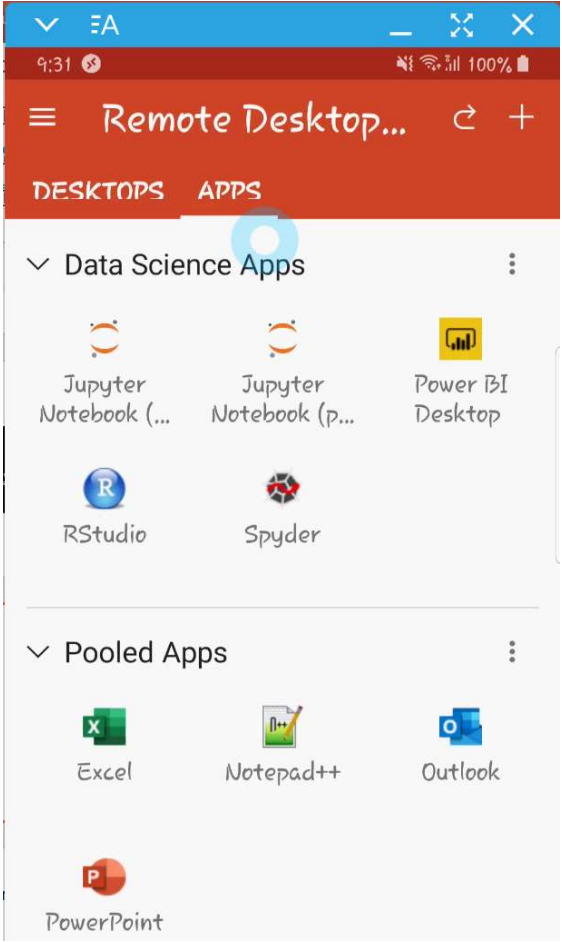 9:31 100%
Remote Desktop...
DESKTOPS APPS
Data Science Apps
Jupyter Notebook (...
Jupyter Notebook (p...
Power BI Desktop
RStudio
Spyder
Pooled Apps
Excel
Notepad++
Outlook
PowerPoint